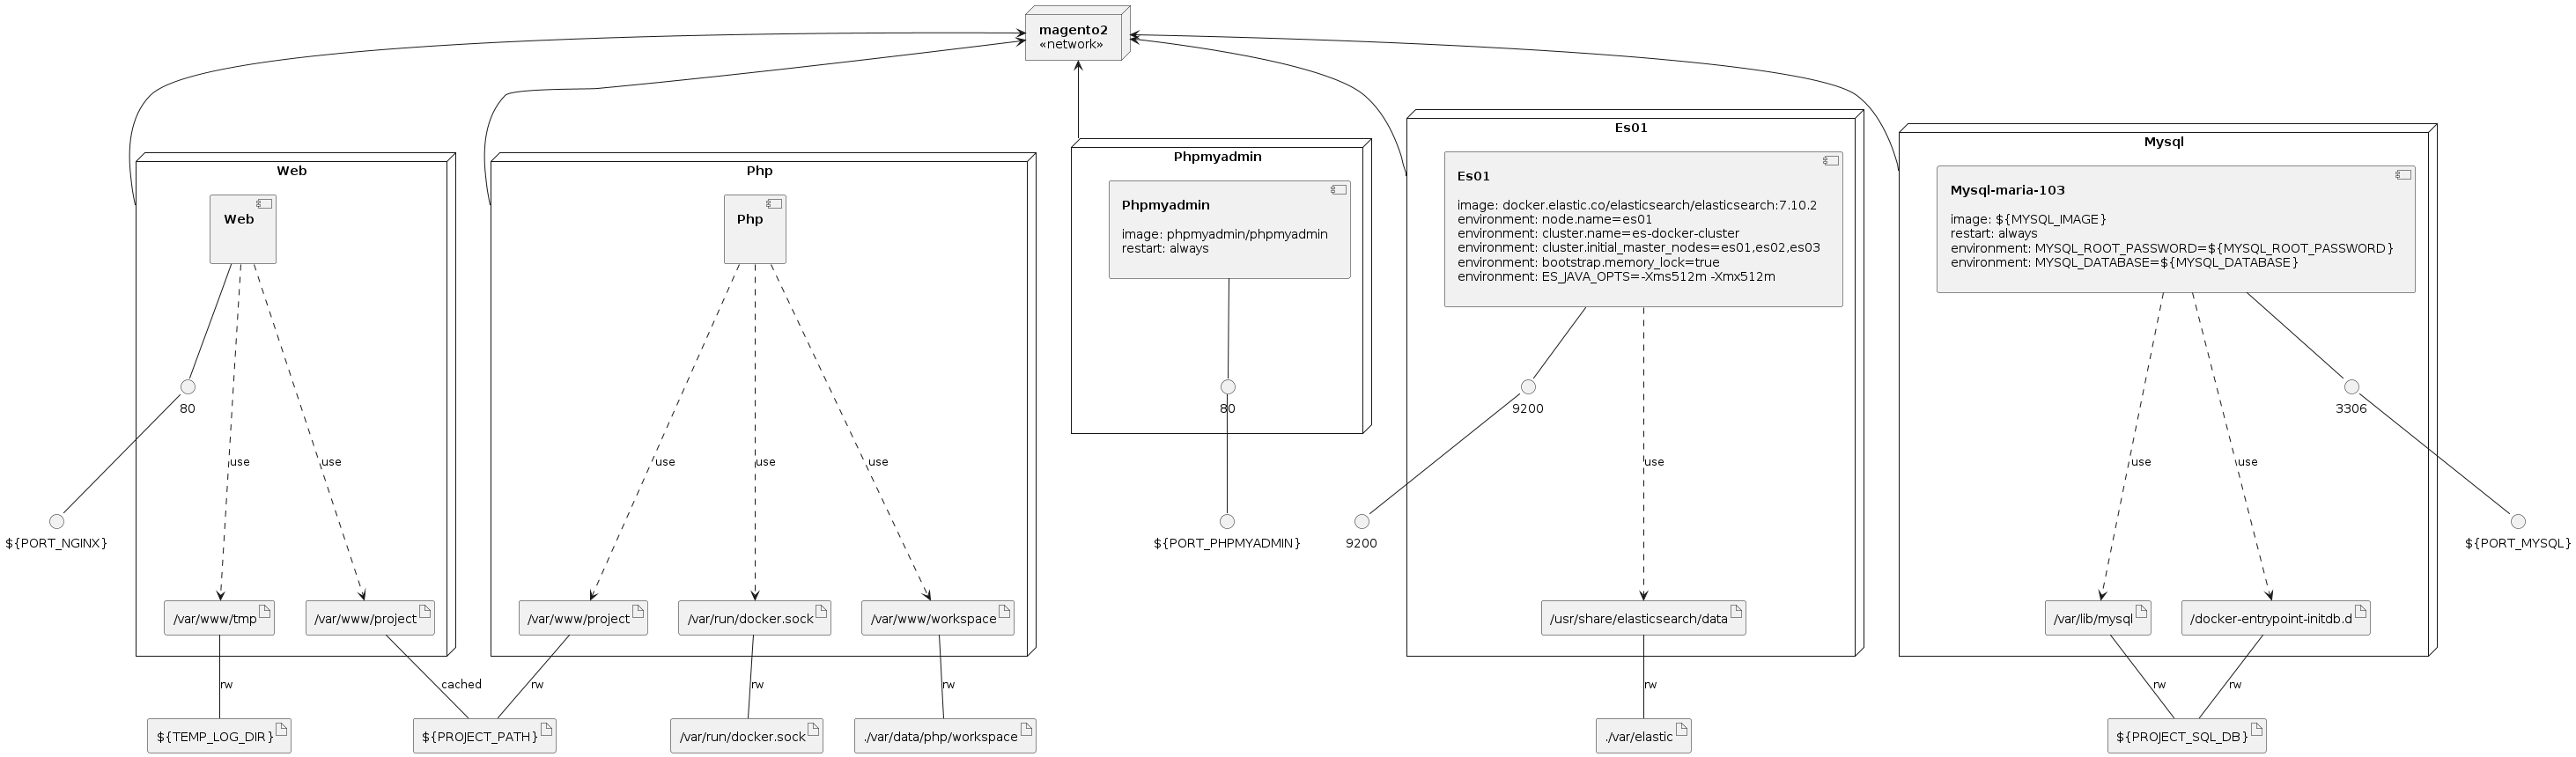 magento2
«network»
Web
Web
80
${PORT_NGINX}
use
use
/var/www/tmp
/var/www/project
rw
cached
${TEMP_LOG_DIR}
${PROJECT_PATH}
Php
Php
use
use
use
/var/www/project
/var/run/docker.sock
/var/www/workspace
rw
rw
rw
/var/run/docker.sock
./var/data/php/workspace
Phpmyadmin
Phpmyadmin
image: phpmyadmin/phpmyadmin
restart: always
80
${PORT_PHPMYADMIN}
Es01
Es01
image: docker.elastic.co/elasticsearch/elasticsearch:7.10.2
environment: node.name=es01
environment: cluster.name=es-docker-cluster
environment: cluster.initial_master_nodes=es01,es02,es03
environment: bootstrap.memory_lock=true
environment: ES_JAVA_OPTS=-Xms512m -Xmx512m
9200
9200
use
/usr/share/elasticsearch/data
rw
./var/elastic
Mysql
Mysql-maria-103
image: ${MYSQL_IMAGE}
restart: always
environment: MYSQL_ROOT_PASSWORD=${MYSQL_ROOT_PASSWORD}
environment: MYSQL_DATABASE=${MYSQL_DATABASE}
3306
${PORT_MYSQL}
use
use
/var/lib/mysql
/docker-entrypoint-initdb.d
rw
rw
${PROJECT_SQL_DB}